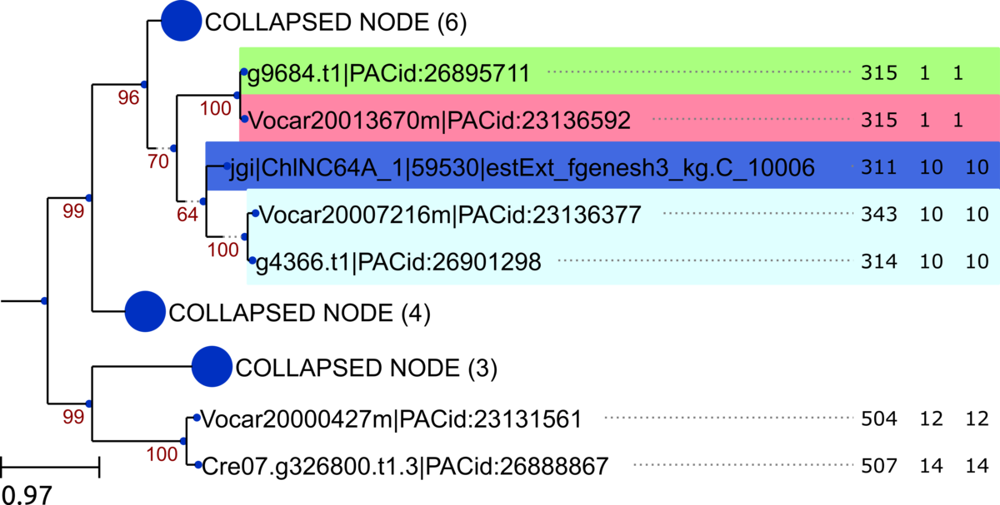 COLLAPSED NODE (6)
g9684.t1|PACid:26895711 315 1 1
96
100
Vocar20013670m|PACid:23136592 315 1 1
70
jgi|ChlNC64A_1|59530|estExt_fgenesh3_kg.C_10006 311 10 10
99
64
Vocar20007216m|PACid:23136377 343 10 10
100
g4366.t1|PACid:26901298 314 10 10
COLLAPSED NODE (4)
COLLAPSED NODE (3)
99
Vocar20000427m|PACid:23131561 504 12 12
100
Cre07.g326800.t1.3|PACid:26888867 507 14 14
0.97